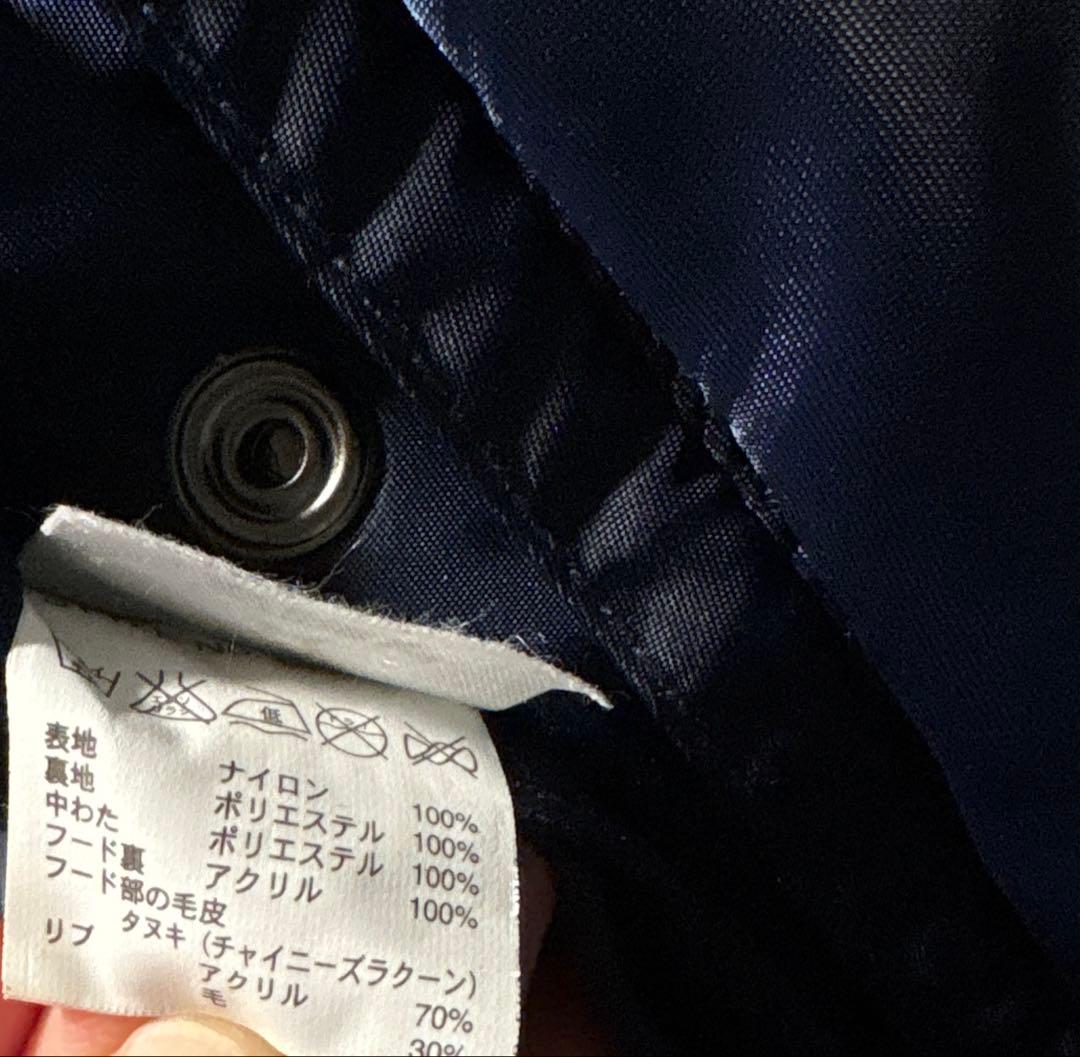 低
表地 ナイロン 100%
裏地 ポリエステル 100%
中わた ポリエステル 100%
フード裏 アクリル 100%
フード部の毛皮
タヌキ (チャイニーズラクーン)
リブ アクリル 70%
毛 30%